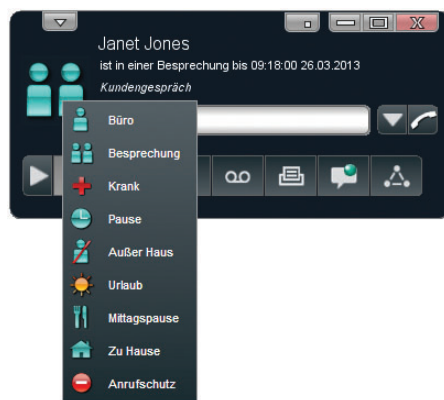 Janet Jones
ist in einer Besprechung bis 09:18:00 26.03.2013
Kundengespräch
Büro
Besprechung
Krank
Pause
Außer Haus
Urlaub
Mittagspause
Zu Hause
Anrufschutz